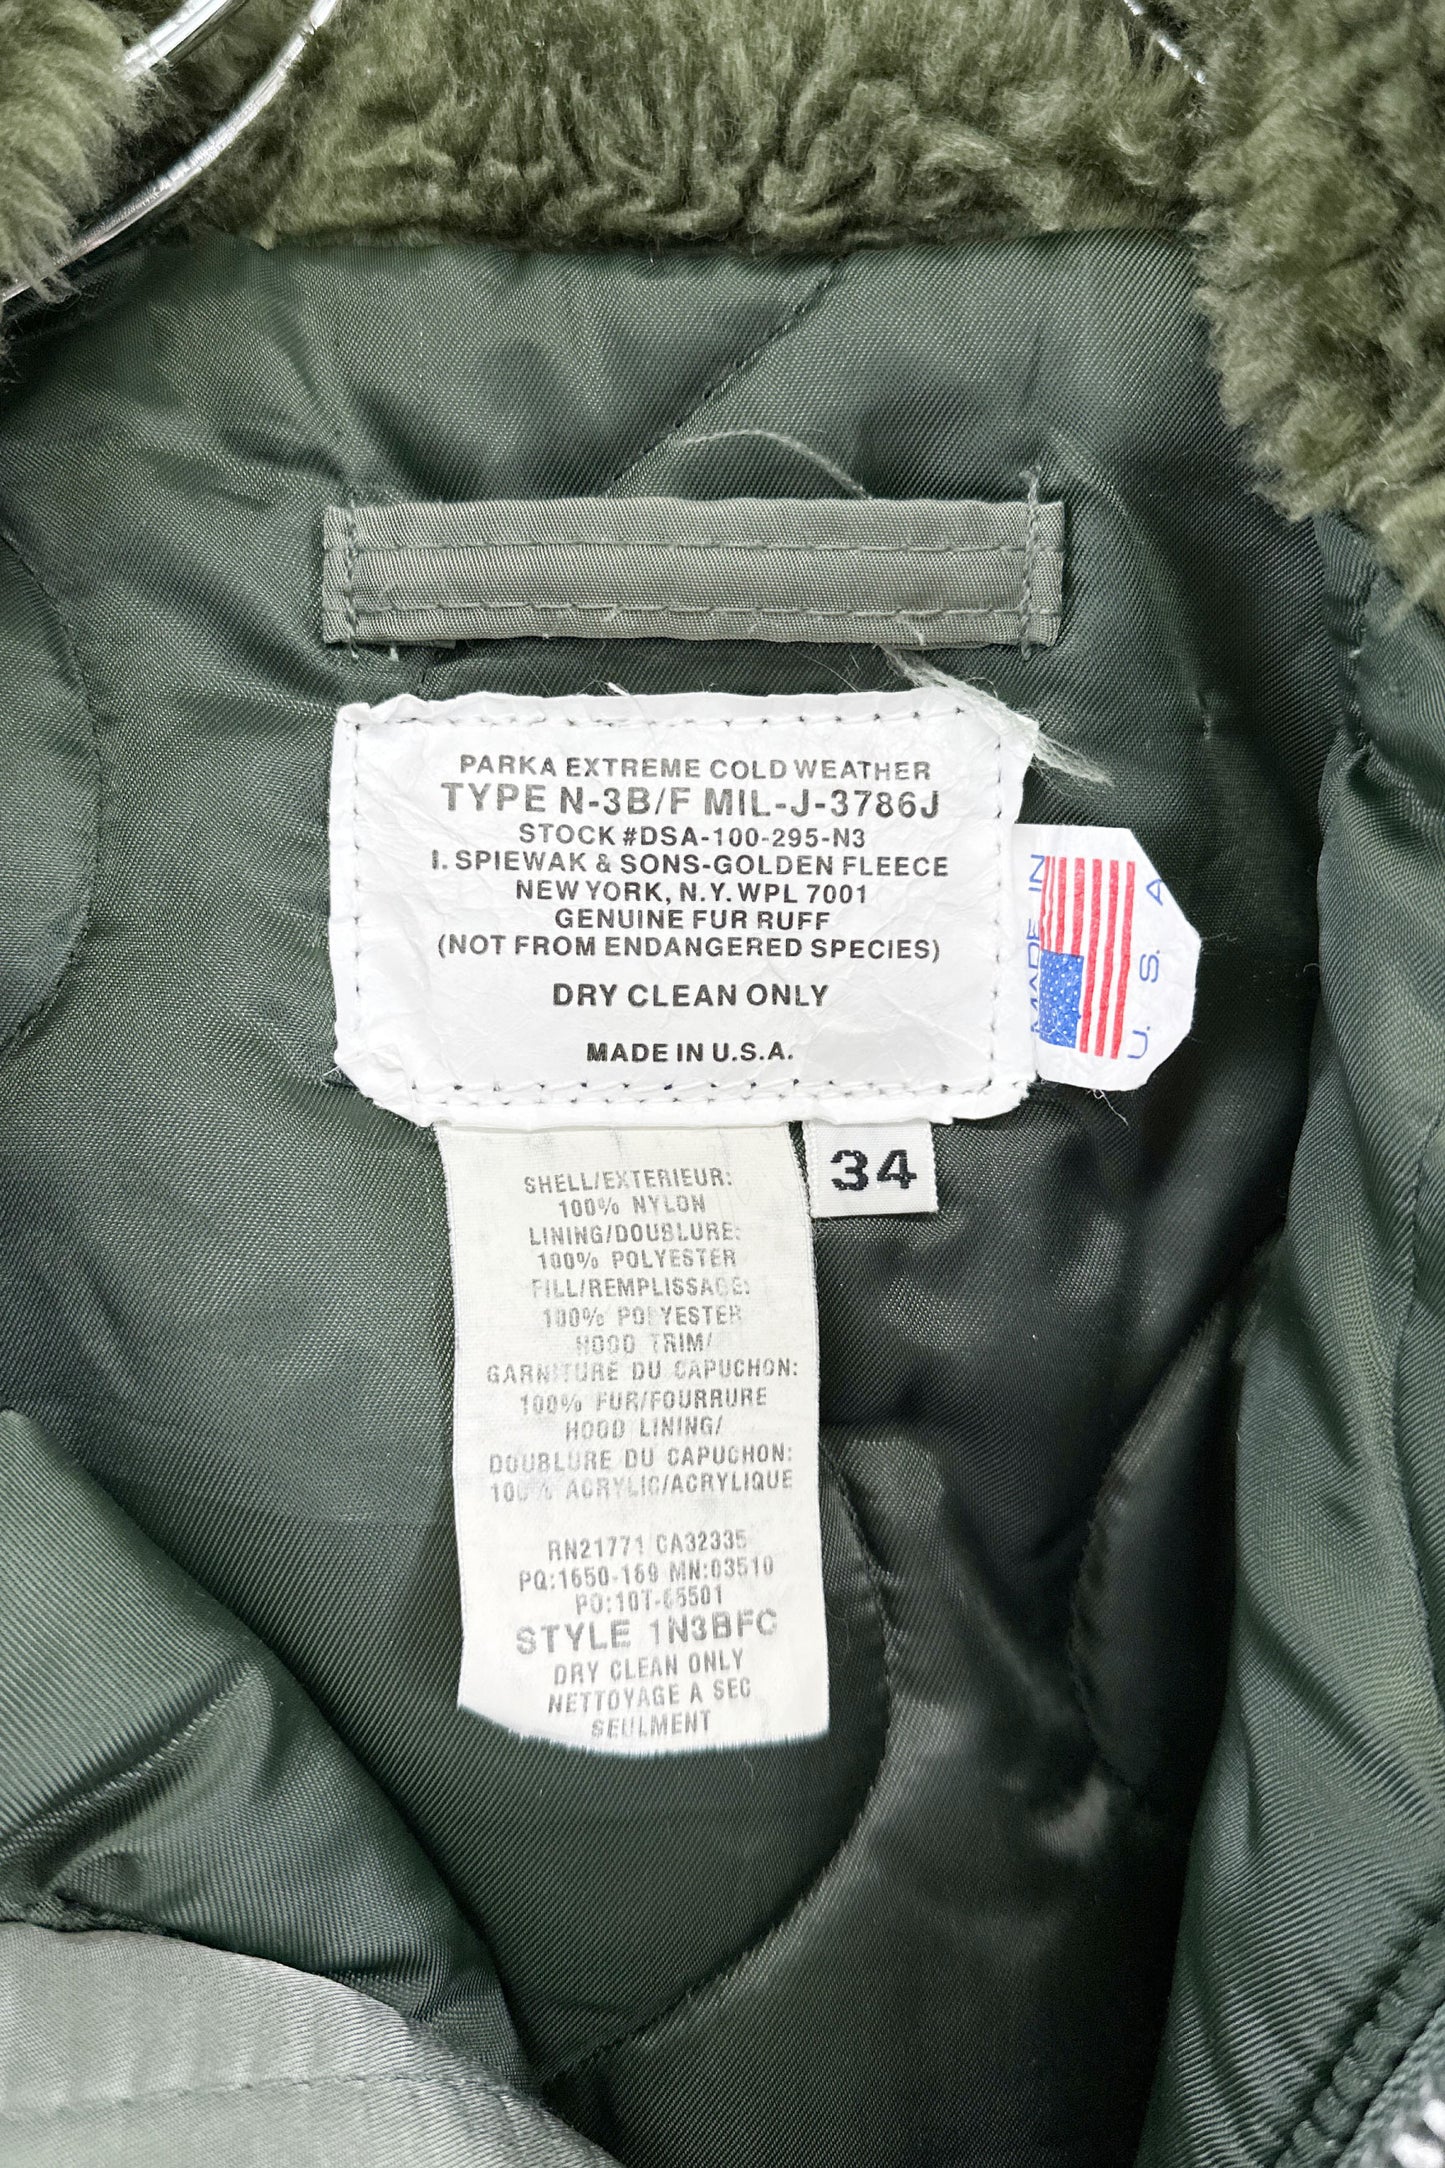 PARKA EXTREME COLD WEATHER
TYPE N-3B/F MIL-J-3786J
STOCK #DSA-100-295-N3
I. SPIEWAK & SONS-GOLDEN FLEECE
NEW YORK, N.Y. WPL 7001
GENUINE FUR RUFF
(NOT FROM ENDANGERED SPECIES)
DRY CLEAN ONLY
MADE IN U.S.A.
MADE IN
U. S. A
34
SHELL/EXTERIEUR:
100% NYLON
LINING/DOUBLURE:
100% POLYESTER
FILL/REMPLISSAGE:
100% POLYESTER
HOOD TRIM/
GARNITURE DU CAPUCHON:
100% FUR/FOURRURE
HOOD LINING/
DOUBLURE DU CAPUCHON:
100% ACRYLIC/ACRYLIQUE
RN21771 CA32335
PQ:1650-169 MN:03510
PO:10T-65501
STYLE 1N3BFC
DRY CLEAN ONLY
NETTOYAGE A SEC
SEULMENT